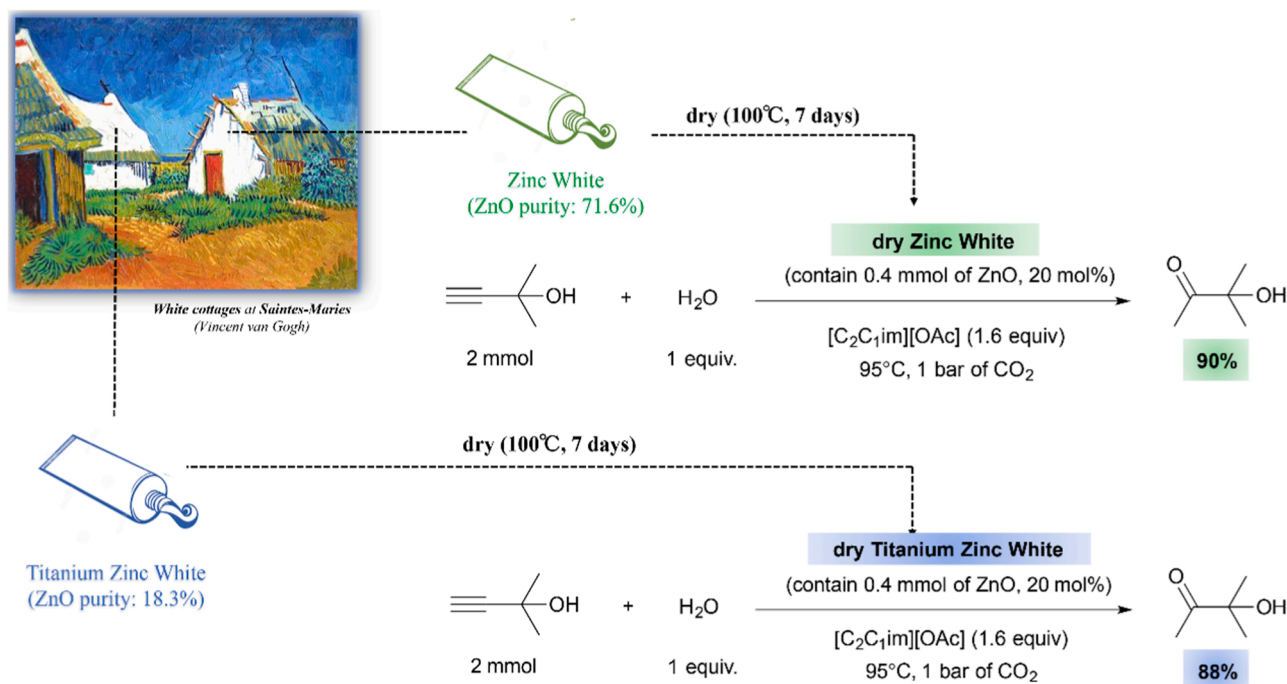 White cottages at Saintes-Maries
(Vincent van Gogh)
Zinc White
(ZnO purity: 71.6%)
dry (100℃, 7 days)
dry Zinc White
(contain 0.4 mmol of ZnO, 20 mol%)
OH
+
H₂O
[C₂C₁im][OAc] (1.6 equiv)
95°C, 1 bar of CO₂
2 mmol
1 equiv.
O
OH
90%
Titanium Zinc White
(ZnO purity: 18.3%)
dry (100℃, 7 days)
dry Titanium Zinc White
(contain 0.4 mmol of ZnO, 20 mol%)
OH
+
H₂O
[C₂C₁im][OAc] (1.6 equiv)
95°C, 1 bar of CO₂
2 mmol
1 equiv.
O
OH
88%